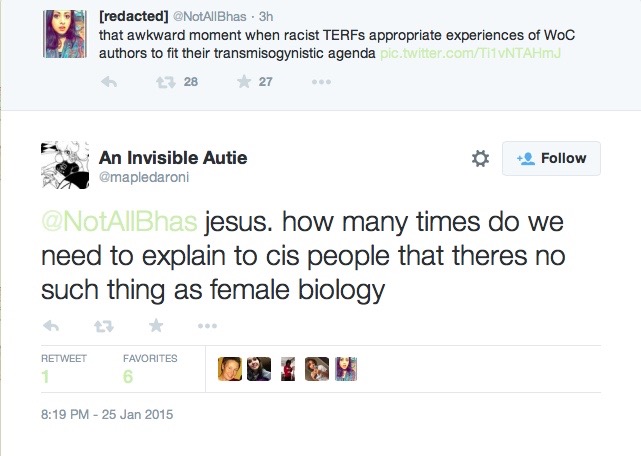 [redacted] @NotAllBhas · 3h
that awkward moment when racist TERFs appropriate experiences of WoC
authors to fit their transmisogynistic agenda pic.twitter.com/Ti1vNTAHmJ
28 27
An Invisible Autie
Follow
@mapledaroni
@NotAllBhas jesus. how many times do we
need to explain to cis people that theres no
such thing as female biology
RETWEET FAVORITES
1 6
8:19 PM - 25 Jan 2015